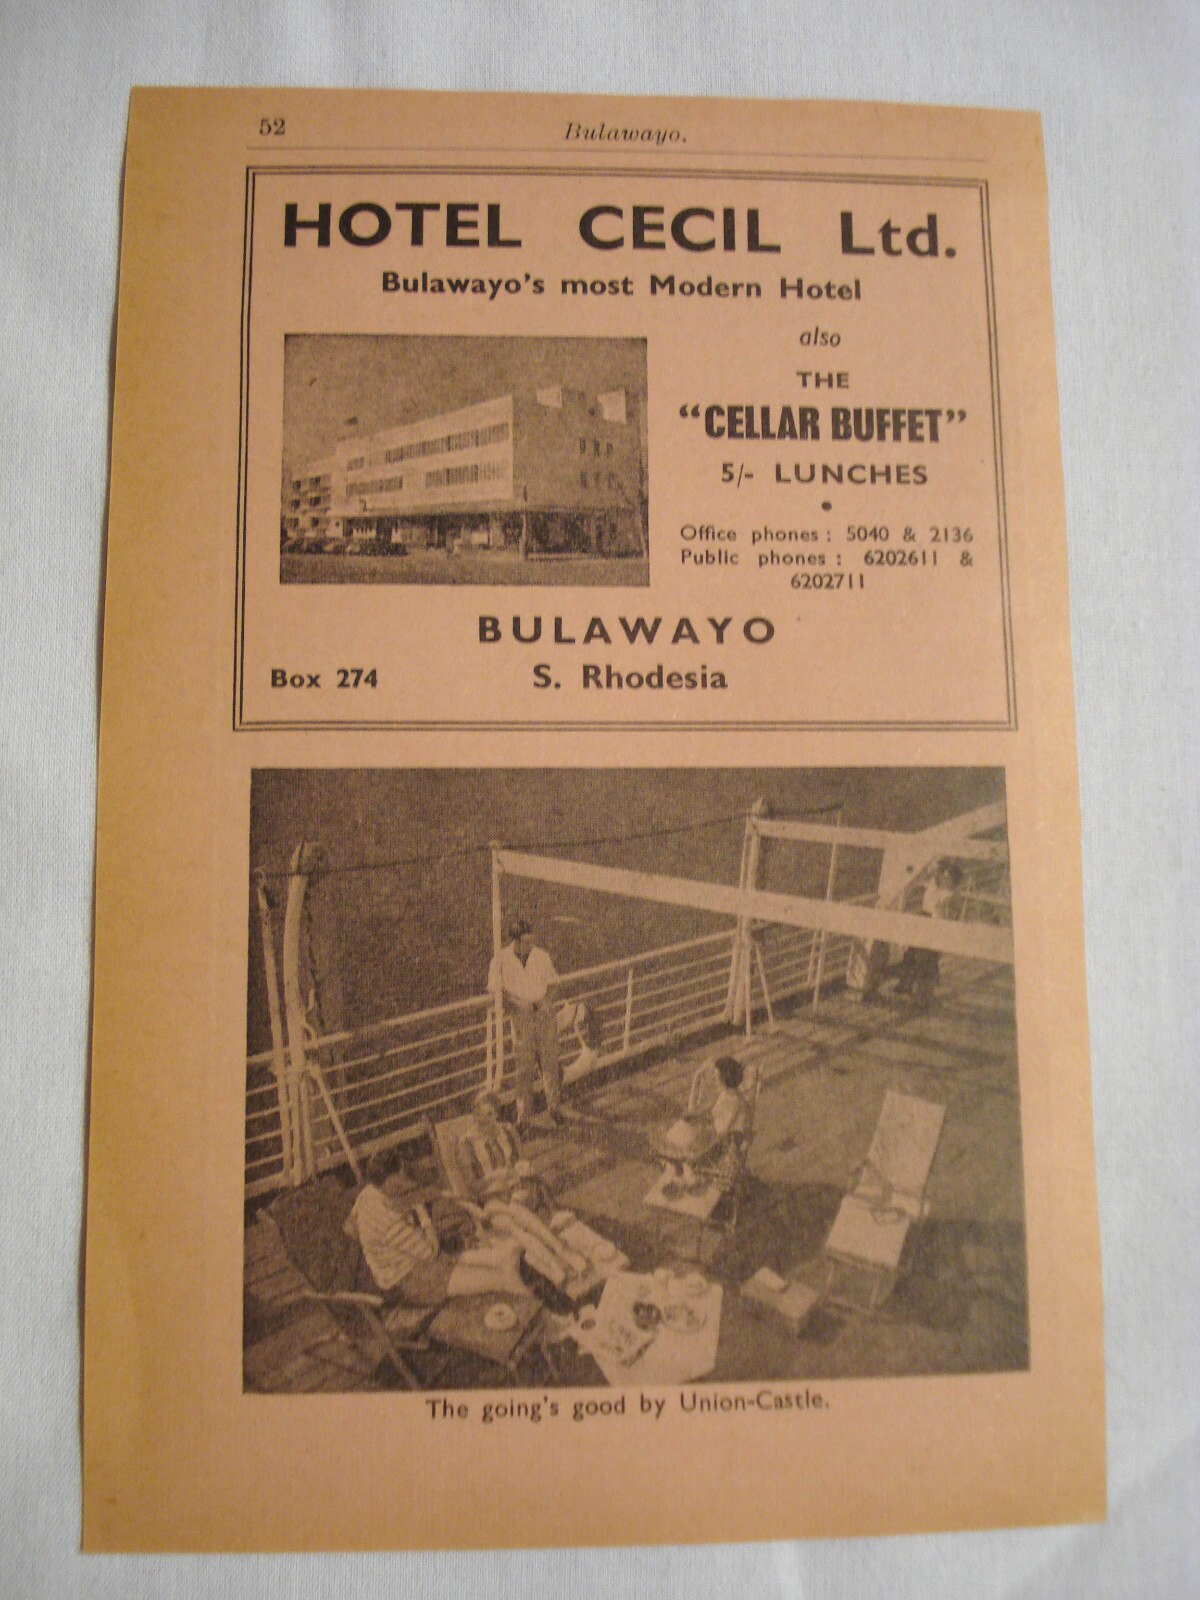 52 Bulawayo.
HOTEL CECIL Ltd.
Bulawayo's most Modern Hotel
also
THE
"CELLAR BUFFET"
5/- LUNCHES
•
Office phones : 5040 & 2136
Public phones : 6202611 &
6202711
BULAWAYO
Box 274 S. Rhodesia
The going's good by Union-Castle.